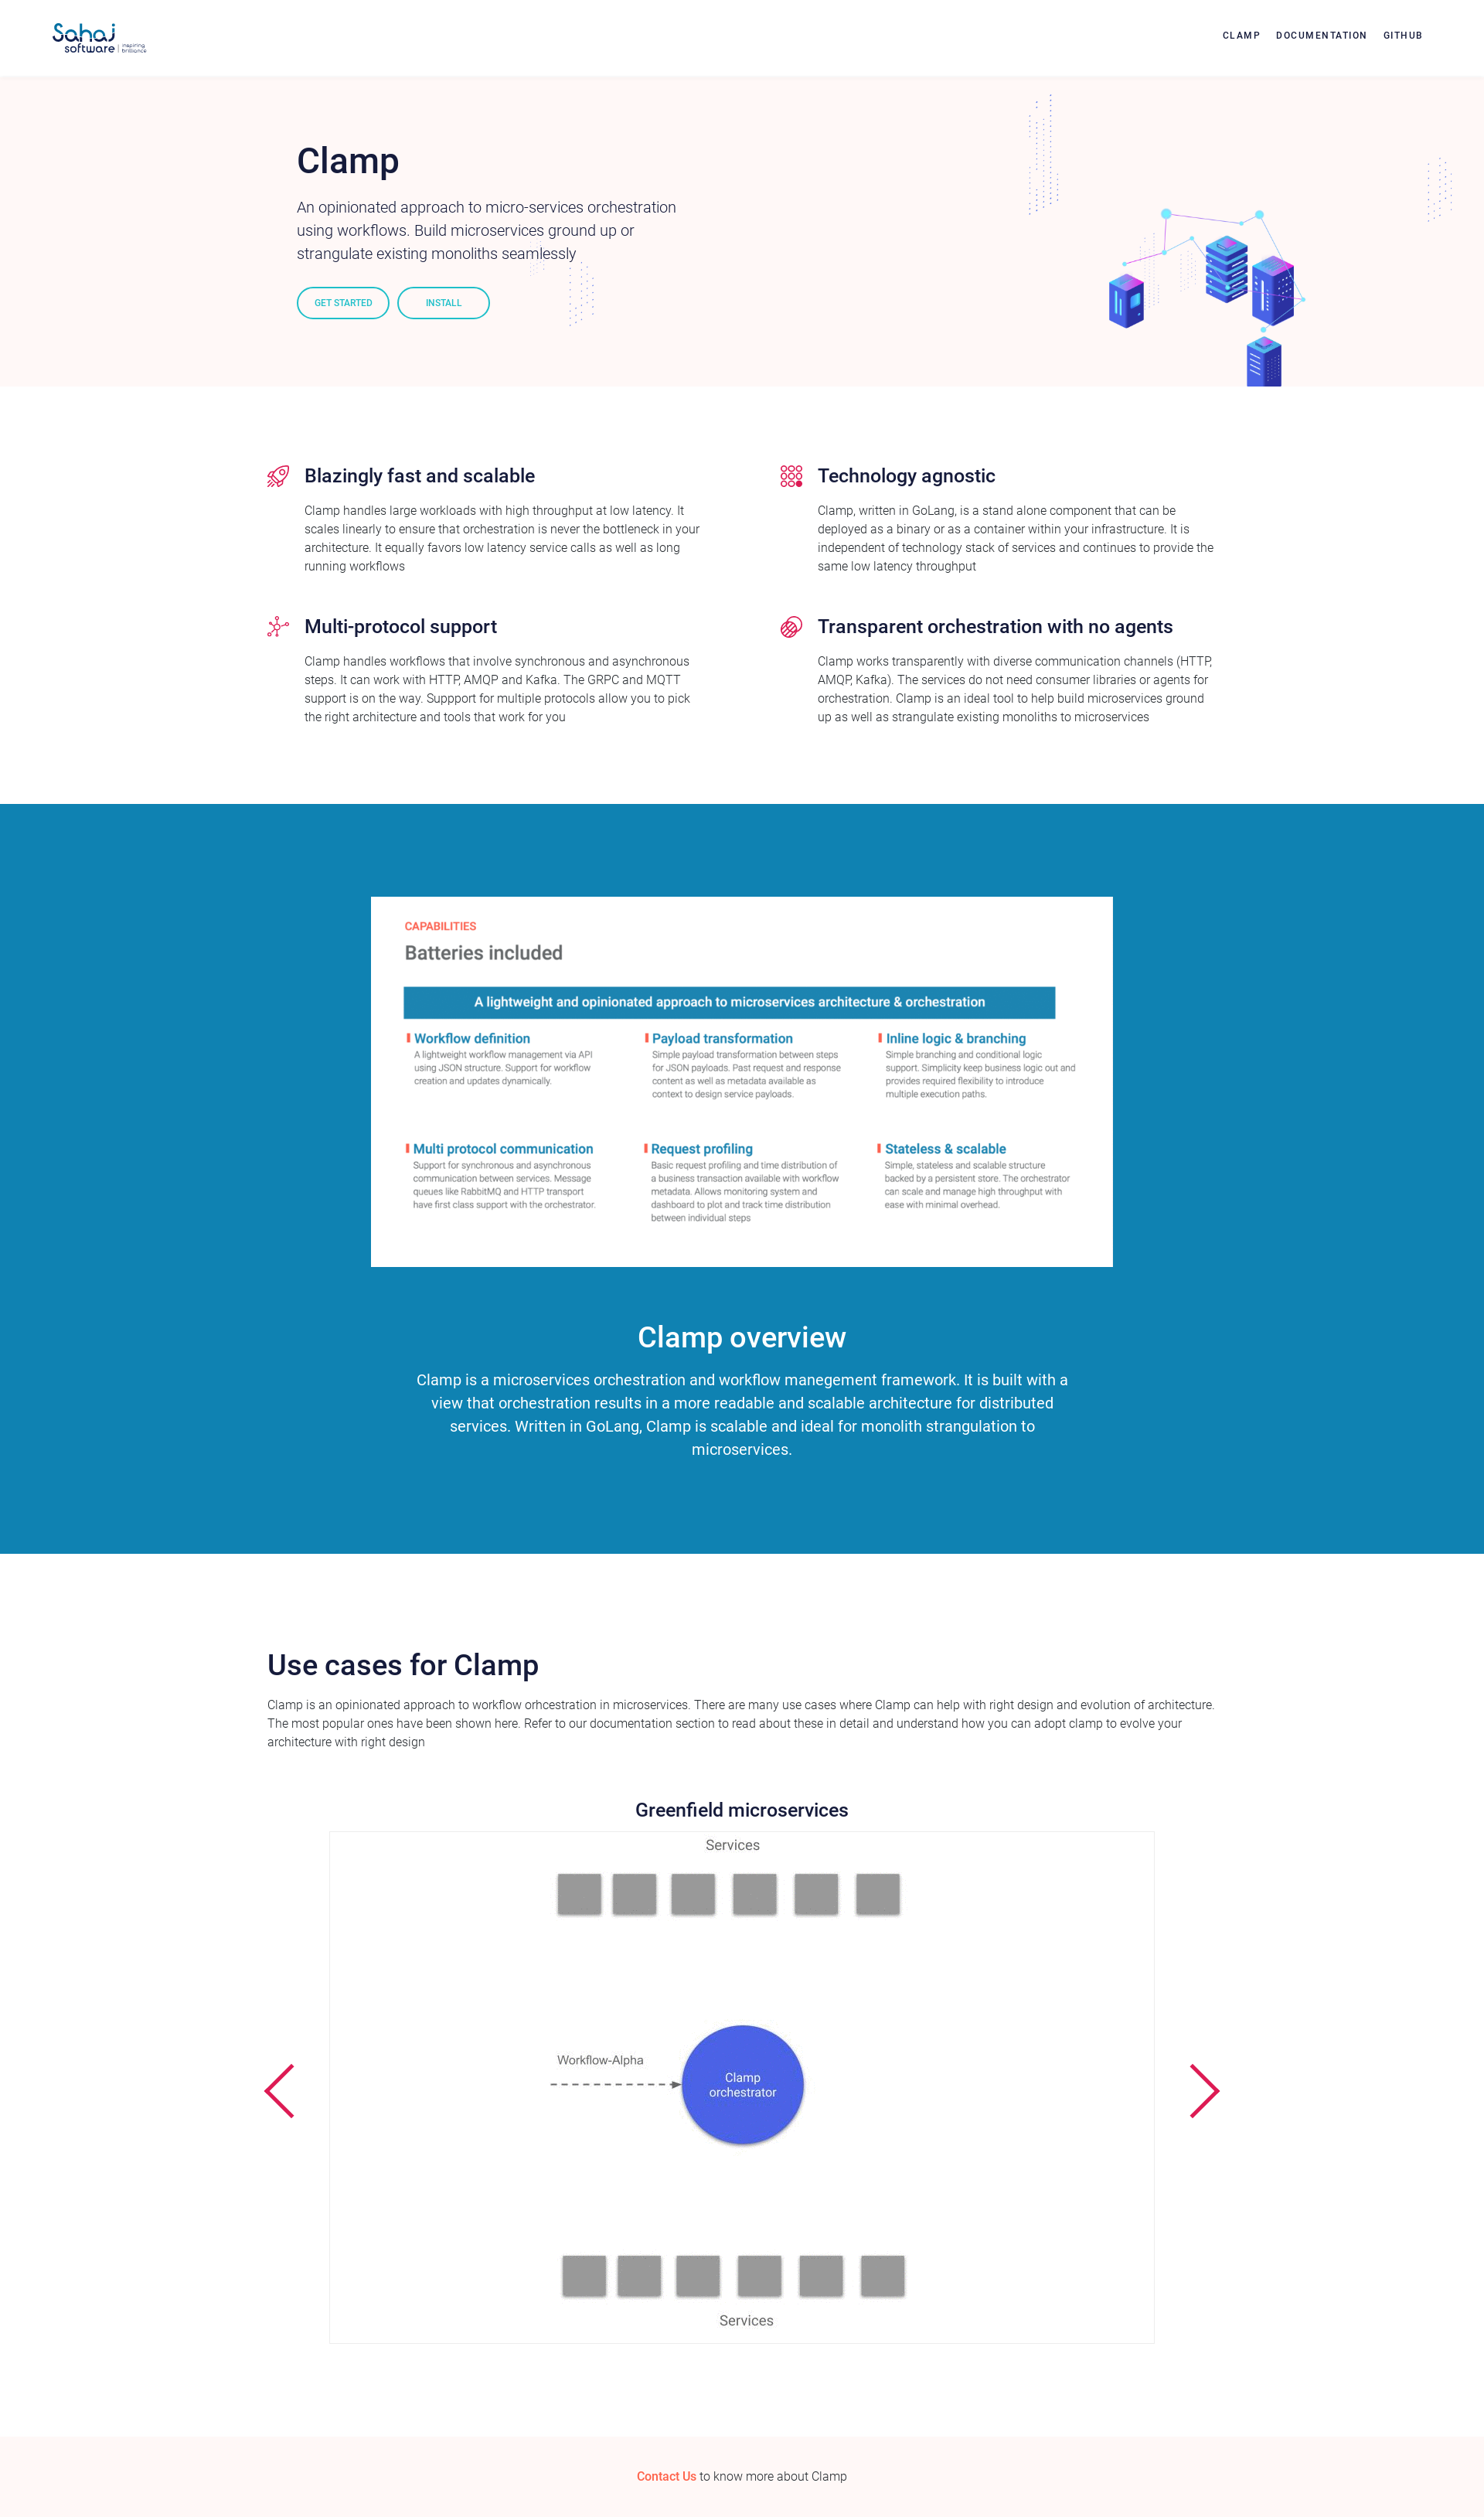 Sahaj
software | inspiring
brilliance
CLAMP DOCUMENTATION GITHUB
Clamp
An opinionated approach to micro-services orchestration
using workflows. Build microservices ground up or
strangulate existing monoliths seamlessly
GET STARTED INSTALL
Blazingly fast and scalable
Clamp handles large workloads with high throughput at low latency. It
scales linearly to ensure that orchestration is never the bottleneck in your
architecture. It equally favors low latency service calls as well as long
running workflows
Technology agnostic
Clamp, written in GoLang, is a stand alone component that can be
deployed as a binary or as a container within your infrastructure. It is
independent of technology stack of services and continues to provide the
same low latency throughput
Multi-protocol support
Clamp handles workflows that involve synchronous and asynchronous
steps. It can work with HTTP, AMQP and Kafka. The GRPC and MQTT
support is on the way. Suppport for multiple protocols allow you to pick
the right architecture and tools that work for you
Transparent orchestration with no agents
Clamp works transparently with diverse communication channels (HTTP,
AMQP, Kafka). The services do not need consumer libraries or agents for
orchestration. Clamp is an ideal tool to help build microservices ground
up as well as strangulate existing monoliths to microservices
CAPABILITIES
Batteries included
A lightweight and opinionated approach to microservices architecture & orchestration
Workflow definition
A lightweight workflow management via API
using JSON structure. Support for workflow
creation and updates dynamically.
Payload transformation
Simple payload transformation between steps
for JSON payloads. Past request and response
content as well as metadata available as
context to design service payloads.
Inline logic & branching
Simple branching and conditional logic
support. Simplicity keep business logic out and
provides required flexibility to introduce
multiple execution paths.
Multi protocol communication
Support for synchronous and asynchronous
communication between services. Message
queues like RabbitMQ and HTTP transport
have first class support with the orchestrator.
Request profiling
Basic request profiling and time distribution of
a business transaction available with workflow
metadata. Allows monitoring system and
dashboard to plot and track time distribution
between individual steps
Stateless & scalable
Simple, stateless and scalable structure
backed by a persistent store. The orchestrator
can scale and manage high throughput with
ease with minimal overhead.
Clamp overview
Clamp is a microservices orchestration and workflow manegement framework. It is built with a
view that orchestration results in a more readable and scalable architecture for distributed
services. Written in GoLang, Clamp is scalable and ideal for monolith strangulation to
microservices.
Use cases for Clamp
Clamp is an opinionated approach to workflow orhcestration in microservices. There are many use cases where Clamp can help with right design and evolution of architecture.
The most popular ones have been shown here. Refer to our documentation section to read about these in detail and understand how you can adopt clamp to evolve your
architecture with right design
Greenfield microservices
Services
Workflow-Alpha
Clamp
orchestrator
Services
Contact Us to know more about Clamp